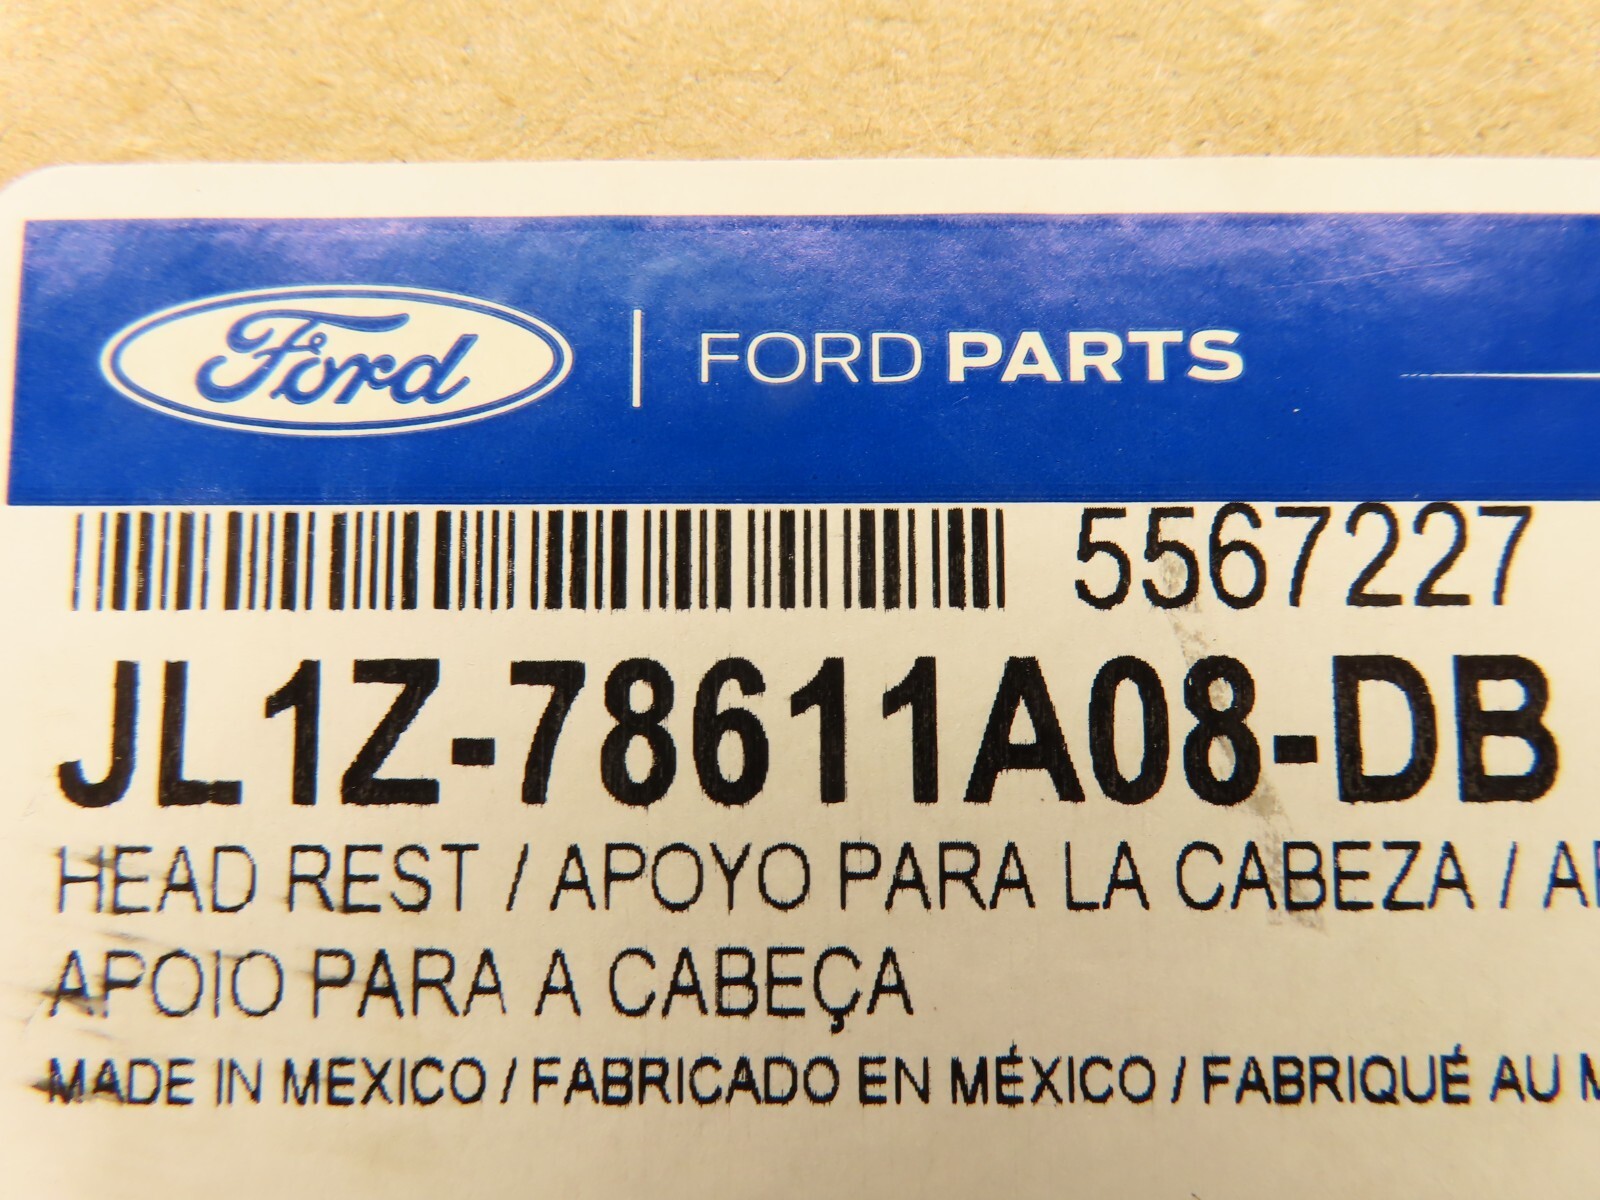 Ford FORD PARTS
5567227
JL1Z-78611A08-DB
HEAD REST / APOYO PARA LA CABEZA /
APOIO PARA A CABEÇA
MADE IN MEXICO / FABRICADO EN MÉXICO / FABRIQUÉ AU